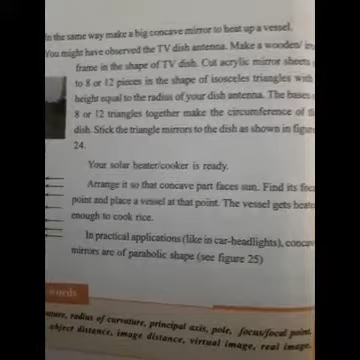 In the same way make a big concave mirror to heat up a vessel.
You might have observed the TV dish antenna. Make a wooden/
frame in the shape of TV dish. Cut acrylic mirror sheets
to 8 or 12 pieces in the shape of isosceles triangles with
height equal to the radius of your dish antenna. The bases
8 or 12 triangles together make the circumference of
dish. Stick the triangle mirrors to the dish as shown in figure
24.
Your solar heater/cooker is ready.
Arrange it so that concave part faces sun. Find its
point and place a vessel at that point. The vessel gets
enough to cook rice.
In practical applications (like in car-headlights),
mirrors are of parabolic shape (see figure 25)
words
radius of curvature, principal axis, pole, focus/focal point,
object distance, image distance, virtual image, real image.